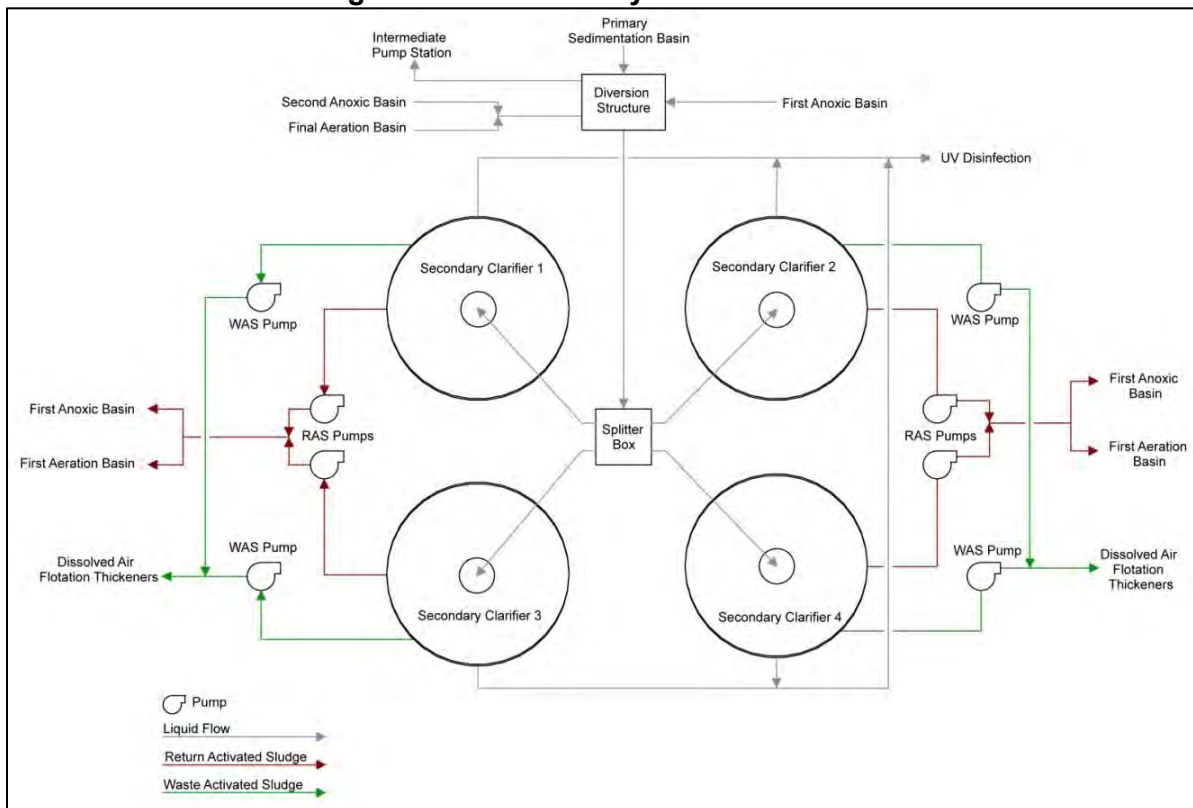 Primary
Sedimentation Basin
Intermediate
Pump Station
Diversion
Structure
Second Anoxic Basin
First Anoxic Basin
Final Aeration Basin
UV Disinfection
Secondary Clarifier 1
Secondary Clarifier 2
WAS Pump
WAS Pump
First Anoxic
Basin
First Anoxic Basin
RAS Pumps
Splitter
Box
RAS Pumps
First Aeration Basin
First Aeration
Basin
WAS Pump
WAS Pump
Dissolved Air
Flotation Thickeners
Dissolved Air
Flotation
Thickeners
Secondary Clarifier 3
Secondary Clarifier 4
Pump
Liquid Flow
Return Activated Sludge
Waste Activated Sludge